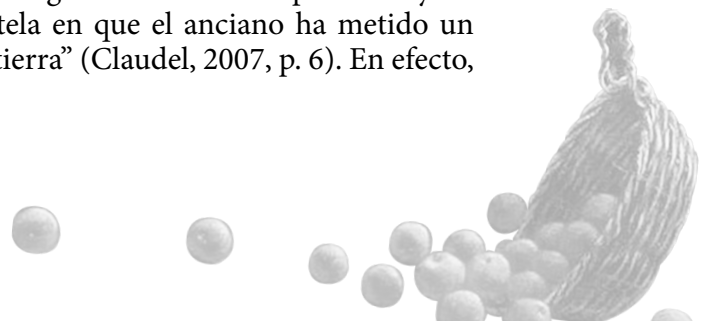 tela en que el anciano ha metido un
tierra” (Claudel, 2007, p. 6). En efecto,